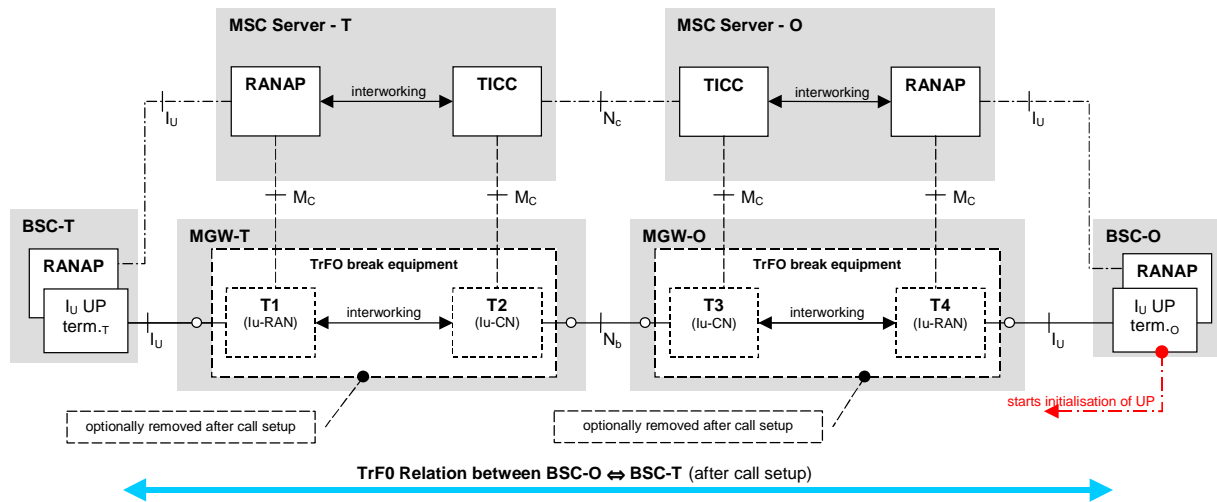 MSC Server - T
MSC Server - O
RANAP
interworking
TICC
TICC
interworking
RANAP
IU
Nc
IU
MC
MC
MC
MC
BSC-T
MGW-T
MGW-O
BSC-O
RANAP
TrFO break equipment
TrFO break equipment
RANAP
IU UP
term.T
T1
(Iu-RAN)
interworking
T2
(Iu-CN)
T3
(Iu-CN)
interworking
T4
(Iu-RAN)
IU UP
term.O
IU
Nb
IU
starts initialisation of UP
optionally removed after call setup
optionally removed after call setup
TrF0 Relation between BSC-O ⇔ BSC-T (after call setup)